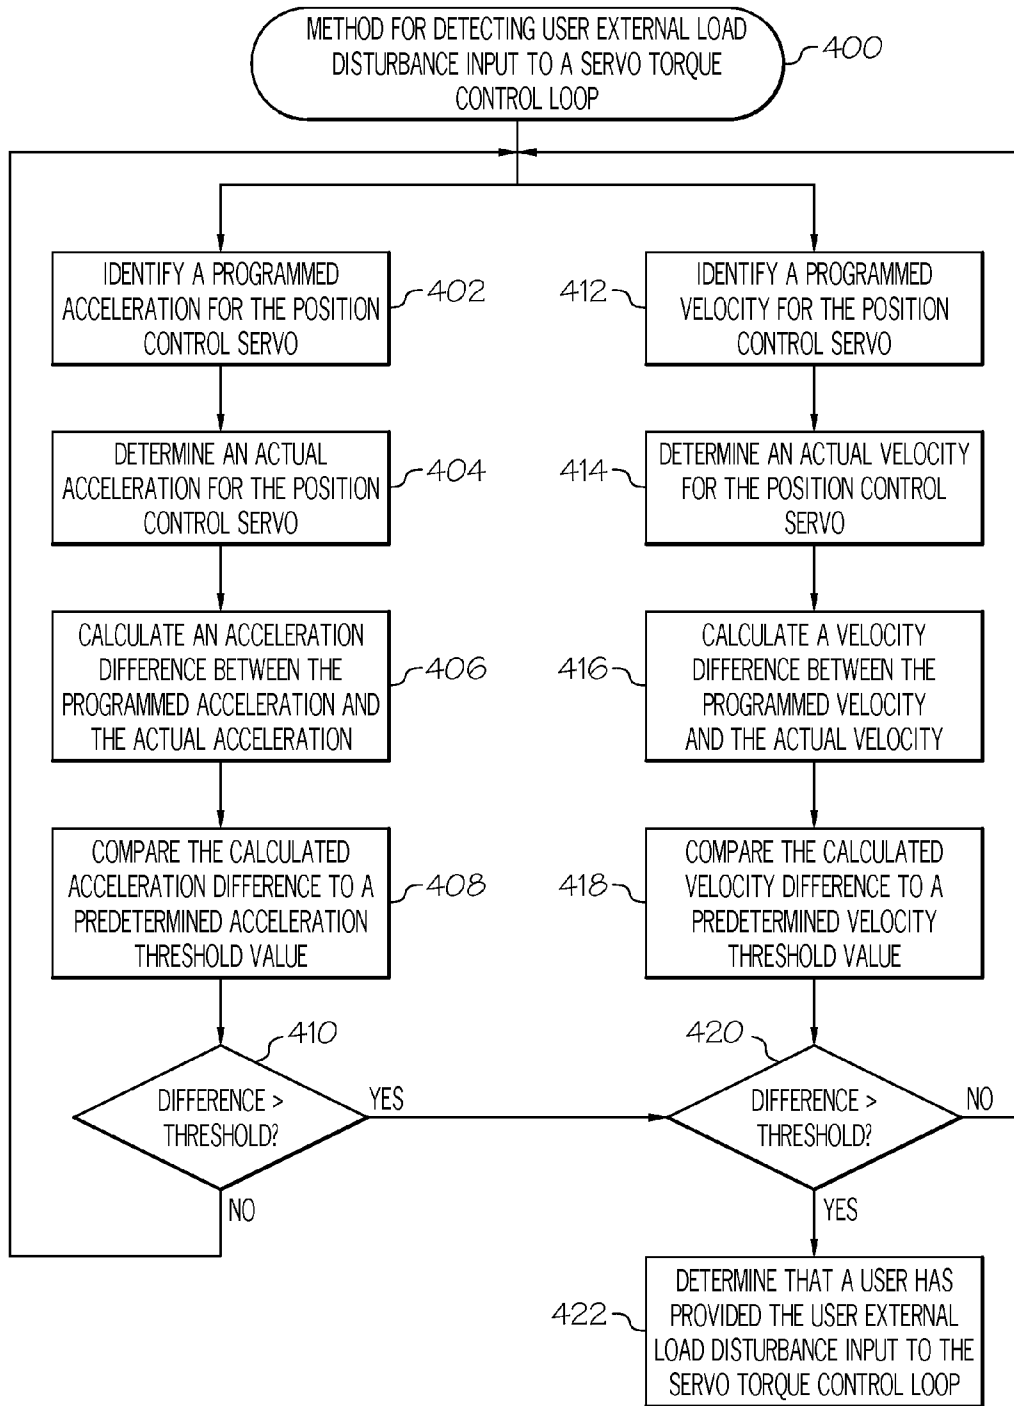 METHOD FOR DETECTING USER EXTERNAL LOAD
DISTURBANCE INPUT TO A SERVO TORQUE
CONTROL LOOP
400
IDENTIFY A PROGRAMMED
ACCELERATION FOR THE POSITION
CONTROL SERVO
402
DETERMINE AN ACTUAL
ACCELERATION FOR THE POSITION
CONTROL SERVO
404
CALCULATE AN ACCELERATION
DIFFERENCE BETWEEN THE
PROGRAMMED ACCELERATION AND
THE ACTUAL ACCELERATION
406
COMPARE THE CALCULATED
ACCELERATION DIFFERENCE TO A
PREDETERMINED ACCELERATION
THRESHOLD VALUE
408
410
DIFFERENCE >
THRESHOLD?
YES
NO
412
IDENTIFY A PROGRAMMED
VELOCITY FOR THE POSITION
CONTROL SERVO
414
DETERMINE AN ACTUAL VELOCITY
FOR THE POSITION CONTROL
SERVO
416
CALCULATE A VELOCITY
DIFFERENCE BETWEEN THE
PROGRAMMED VELOCITY
AND THE ACTUAL VELOCITY
418
COMPARE THE CALCULATED
VELOCITY DIFFERENCE TO A
PREDETERMINED VELOCITY
THRESHOLD VALUE
420
DIFFERENCE >
THRESHOLD?
NO
YES
422
DETERMINE THAT A USER HAS
PROVIDED THE USER EXTERNAL
LOAD DISTURBANCE INPUT TO THE
SERVO TORQUE CONTROL LOOP